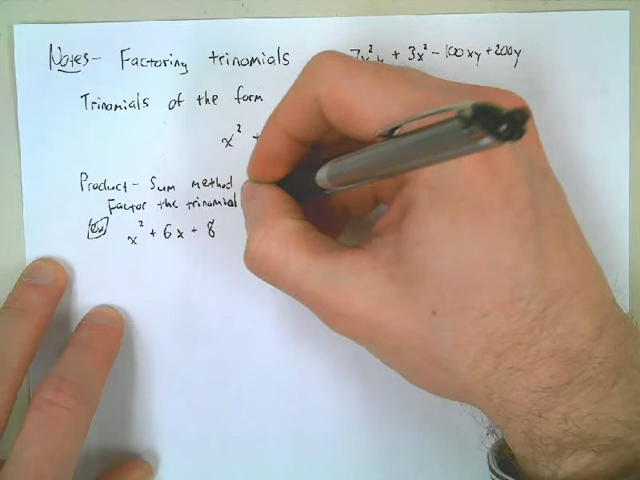 Notes- Factoring trinomials 7x²y + 3x² - 100xy + 200y
Trinomials of the form
x² +
Product - Sum method
Factor the trinomial
Ex x² + 6x + 8